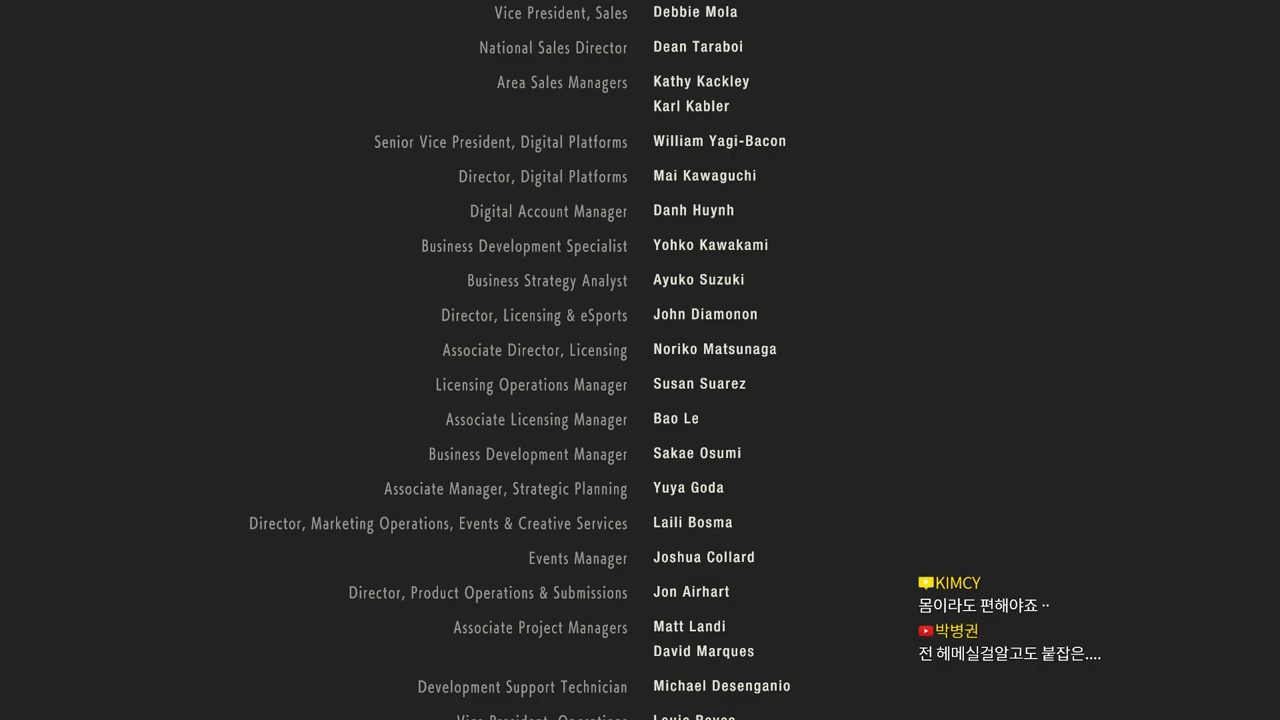 Vice President, Sales Debbie Mola
National Sales Director Dean Taraboi
Area Sales Managers Kathy Kackley
Karl Kabler
Senior Vice President, Digital Platforms William Yagi-Bacon
Director, Digital Platforms Mai Kawaguchi
Digital Account Manager Danh Huynh
Business Development Specialist Yohko Kawakami
Business Strategy Analyst Ayuko Suzuki
Director, Licensing & eSports John Diamonon
Associate Director, Licensing Noriko Matsunaga
Licensing Operations Manager Susan Suarez
Associate Licensing Manager Bao Le
Business Development Manager Sakae Osumi
Associate Manager, Strategic Planning Yuya Goda
Director, Marketing Operations, Events & Creative Services Laili Bosma
Events Manager Joshua Collard
Director, Product Operations & Submissions Jon Airhart
Associate Project Managers Matt Landi
David Marques
Development Support Technician Michael Desenganio
Vice President, Operations Louis Reyes
KIMCY
몸이라도 편해야죠 ··
박병권
전 헤메실걸알고도 붙잡은....